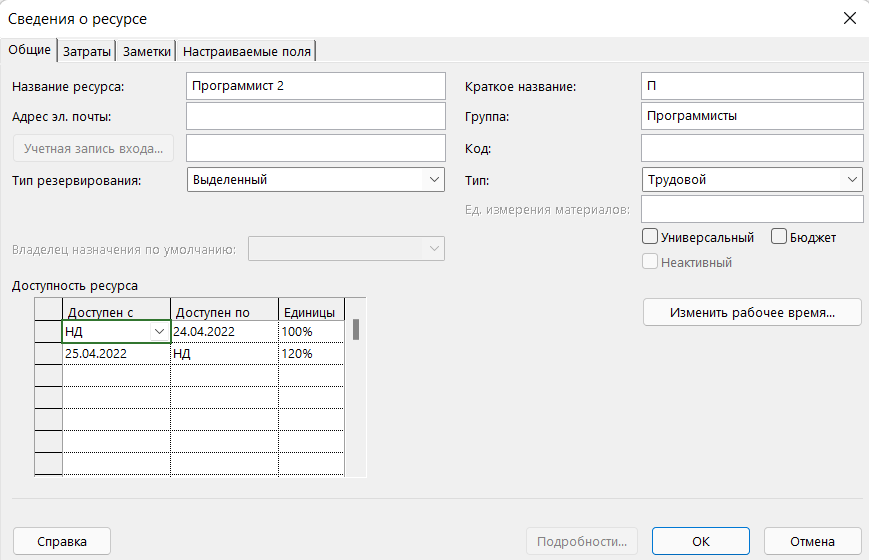 Сведения о ресурсе
Общие Затраты Заметки Настраиваемые поля
Название ресурса: Программист 2 Краткое название: П
Адрес эл. почты: Группа: Программисты
Учетная запись входа... Код:
Тип резервирования: Выделенный Тип: Трудовой
Ед. измерения материалов:
Универсальный Бюджет
Владелец назначения по умолчанию:
Неактивный
Доступность ресурса
Изменить рабочее время...
Доступен с Доступен по Единицы
НД 24.04.2022 100%
25.04.2022 НД 120%
Справка Подробности... ОК Отмена